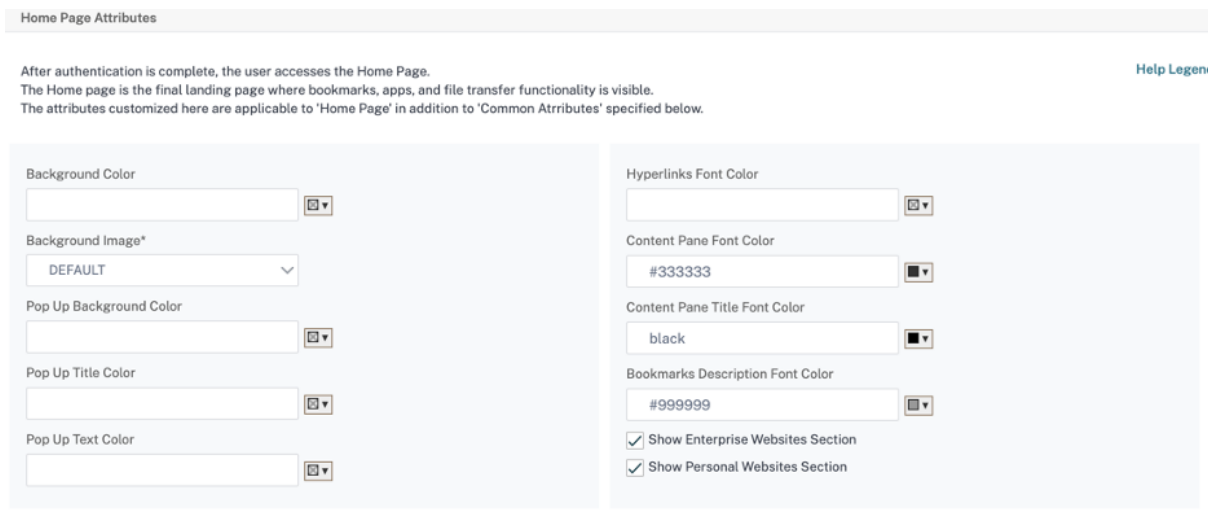 Home Page Attributes
After authentication is complete, the user accesses the Home Page.
Help Legend
The Home page is the final landing page where bookmarks, apps, and file transfer functionality is visible.
The attributes customized here are applicable to 'Home Page' in addition to 'Common Atrributes' specified below.
Background Color
Background Image*
DEFAULT
Pop Up Background Color
Pop Up Title Color
Pop Up Text Color
Hyperlinks Font Color
Content Pane Font Color
#333333
Content Pane Title Font Color
black
Bookmarks Description Font Color
#999999
Show Enterprise Websites Section
Show Personal Websites Section